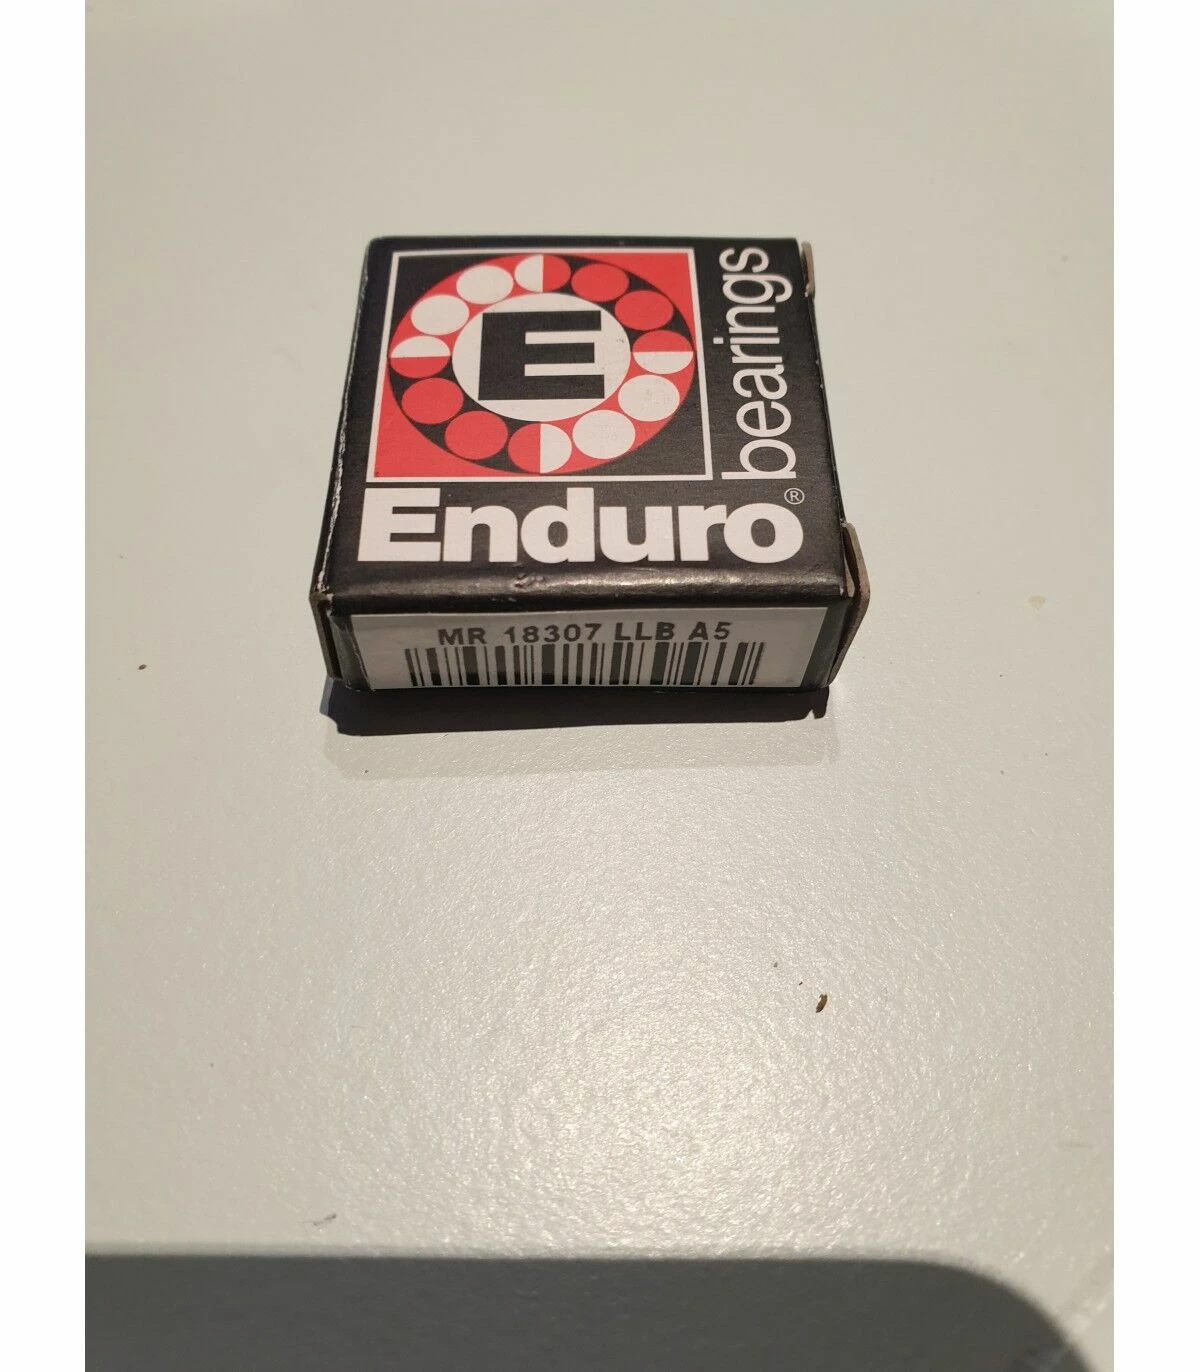 E
bearings
Enduro®
MR 18307 LLB A5